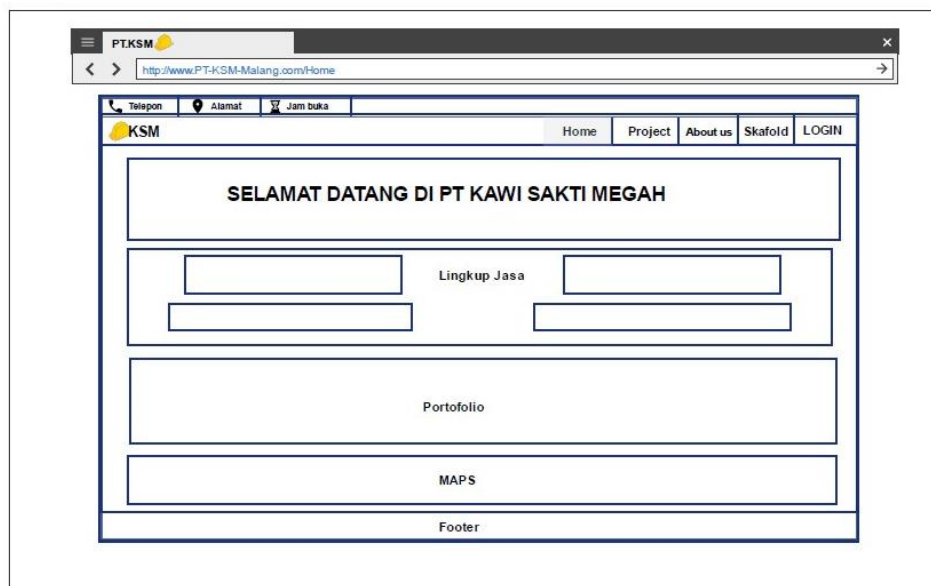 PT.KSM
http://www.PT-KSM-Malang.com/Home
Telepon Alamat Jam buka
KSM Home Project About us Skafold LOGIN
SELAMAT DATANG DI PT KAWI SAKTI MEGAH
Lingkup Jasa
Portofolio
MAPS
Footer